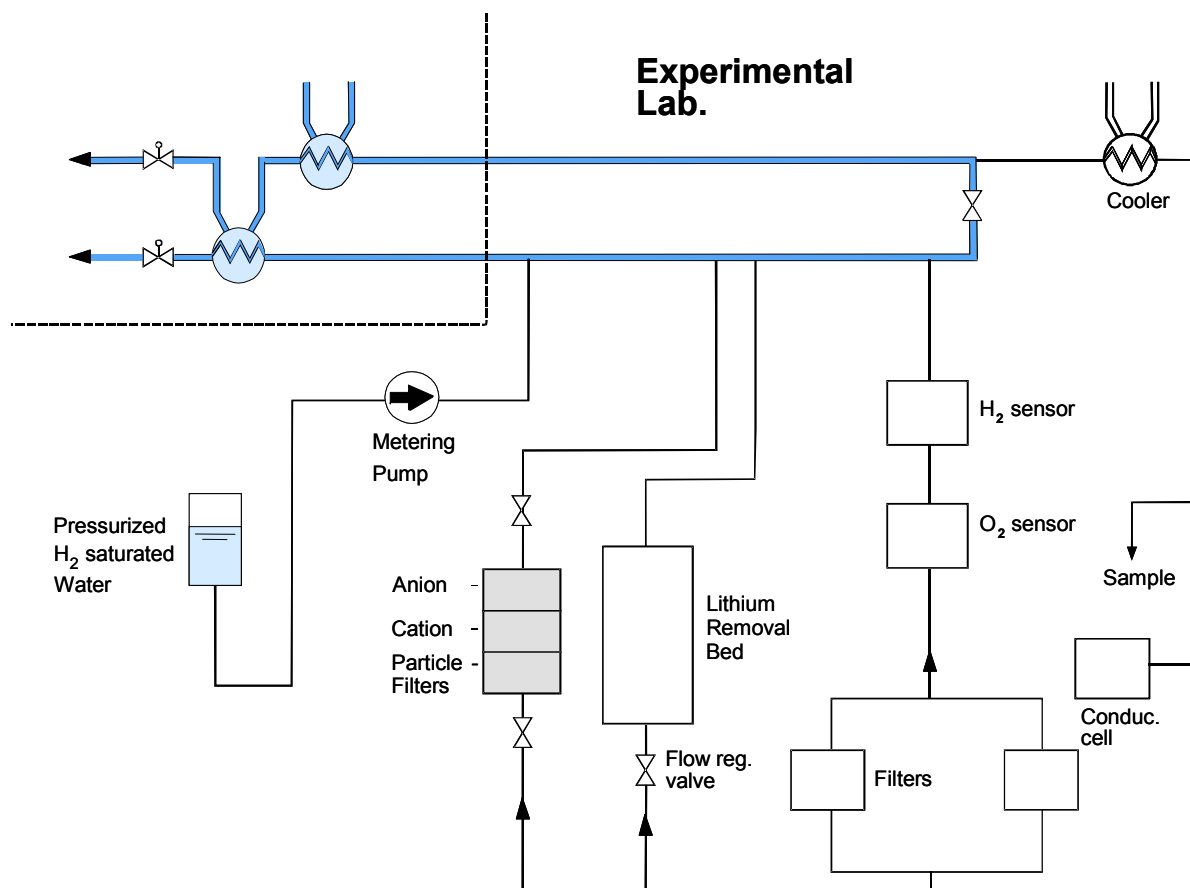 Experimental
Lab.
Cooler
Metering
Pump
H₂ sensor
O₂ sensor
Pressurized
H₂ saturated
Water
Sample
Anion
Cation
Particle
Filters
Lithium
Removal
Bed
Conduc.
cell
Flow reg.
valve
Filters